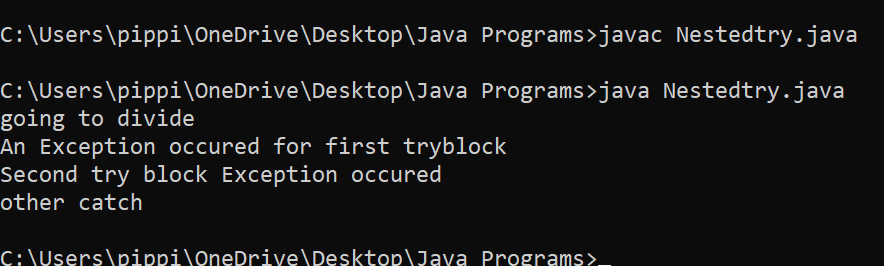 C:\Users\pippi\OneDrive\Desktop\Java Programs>javac Nestedtry.java
C:\Users\pippi\OneDrive\Desktop\Java Programs>java Nestedtry.java
going to divide
An Exception occured for first tryblock
Second try block Exception occured
other catch
C:\Users\pippi\OneDrive\Desktop\Java Programs>_